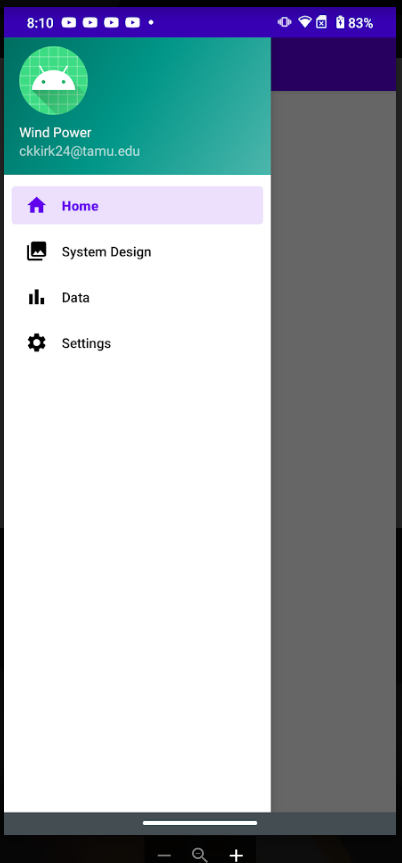 8:10
83%
Wind Power
ckkirk24@tamu.edu
Home
System Design
Data
Settings